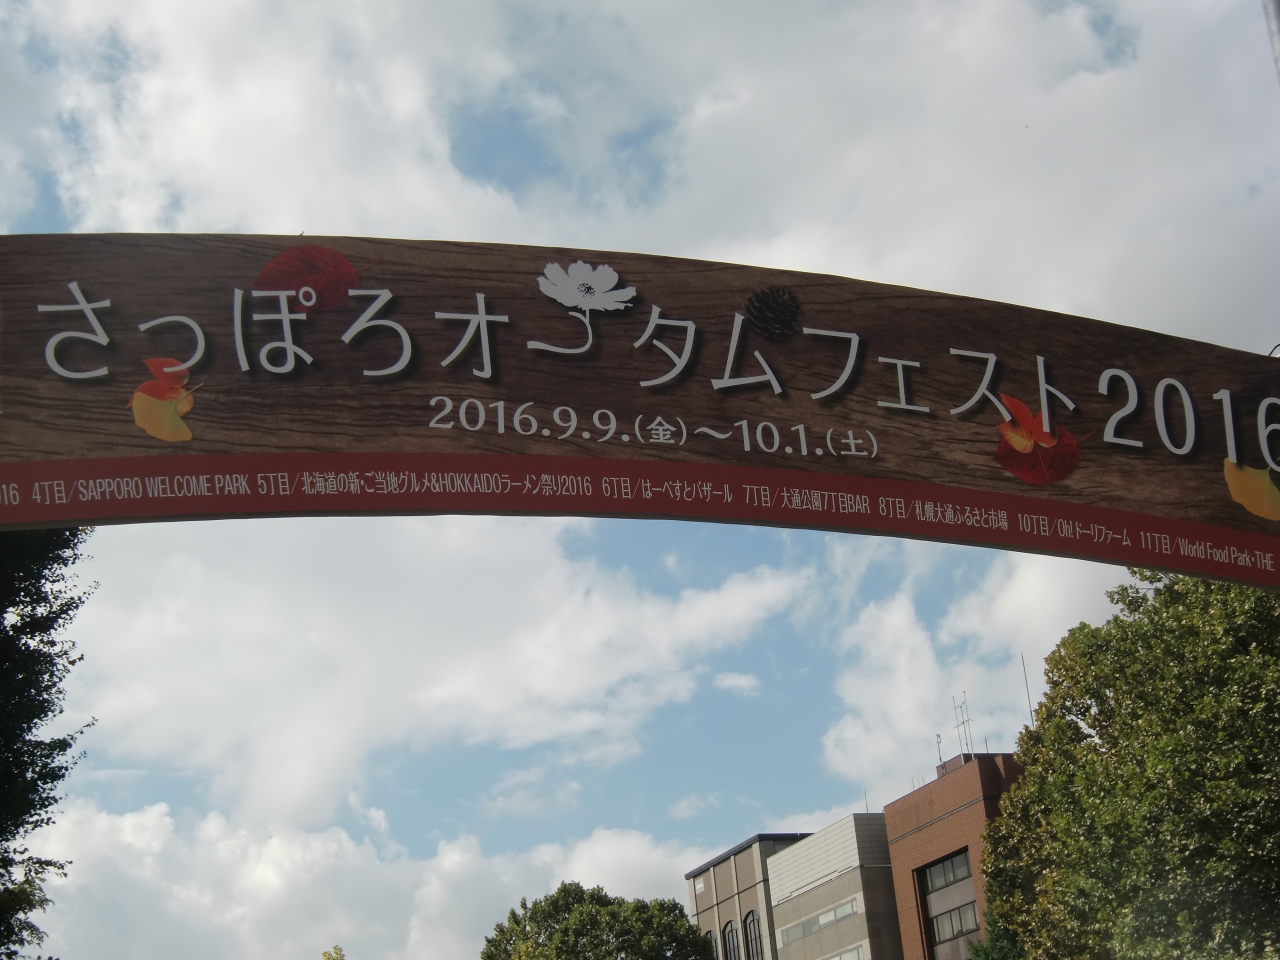 さっぽろオータムフェスト2016
2016.9.9.(金)～10.1.(土)
016 4丁目/SAPPORO WELCOME PARK 5丁目/北海道の新・ご当地グルメ&HOKKAIDOラーメン祭り2016 6丁目/はーべすとバザール 7丁目/大通公園7丁目BAR 8丁目/札幌大通ふるさと市場 10丁目/Oh!ドーリファーム 11丁目/World Food Park・THE